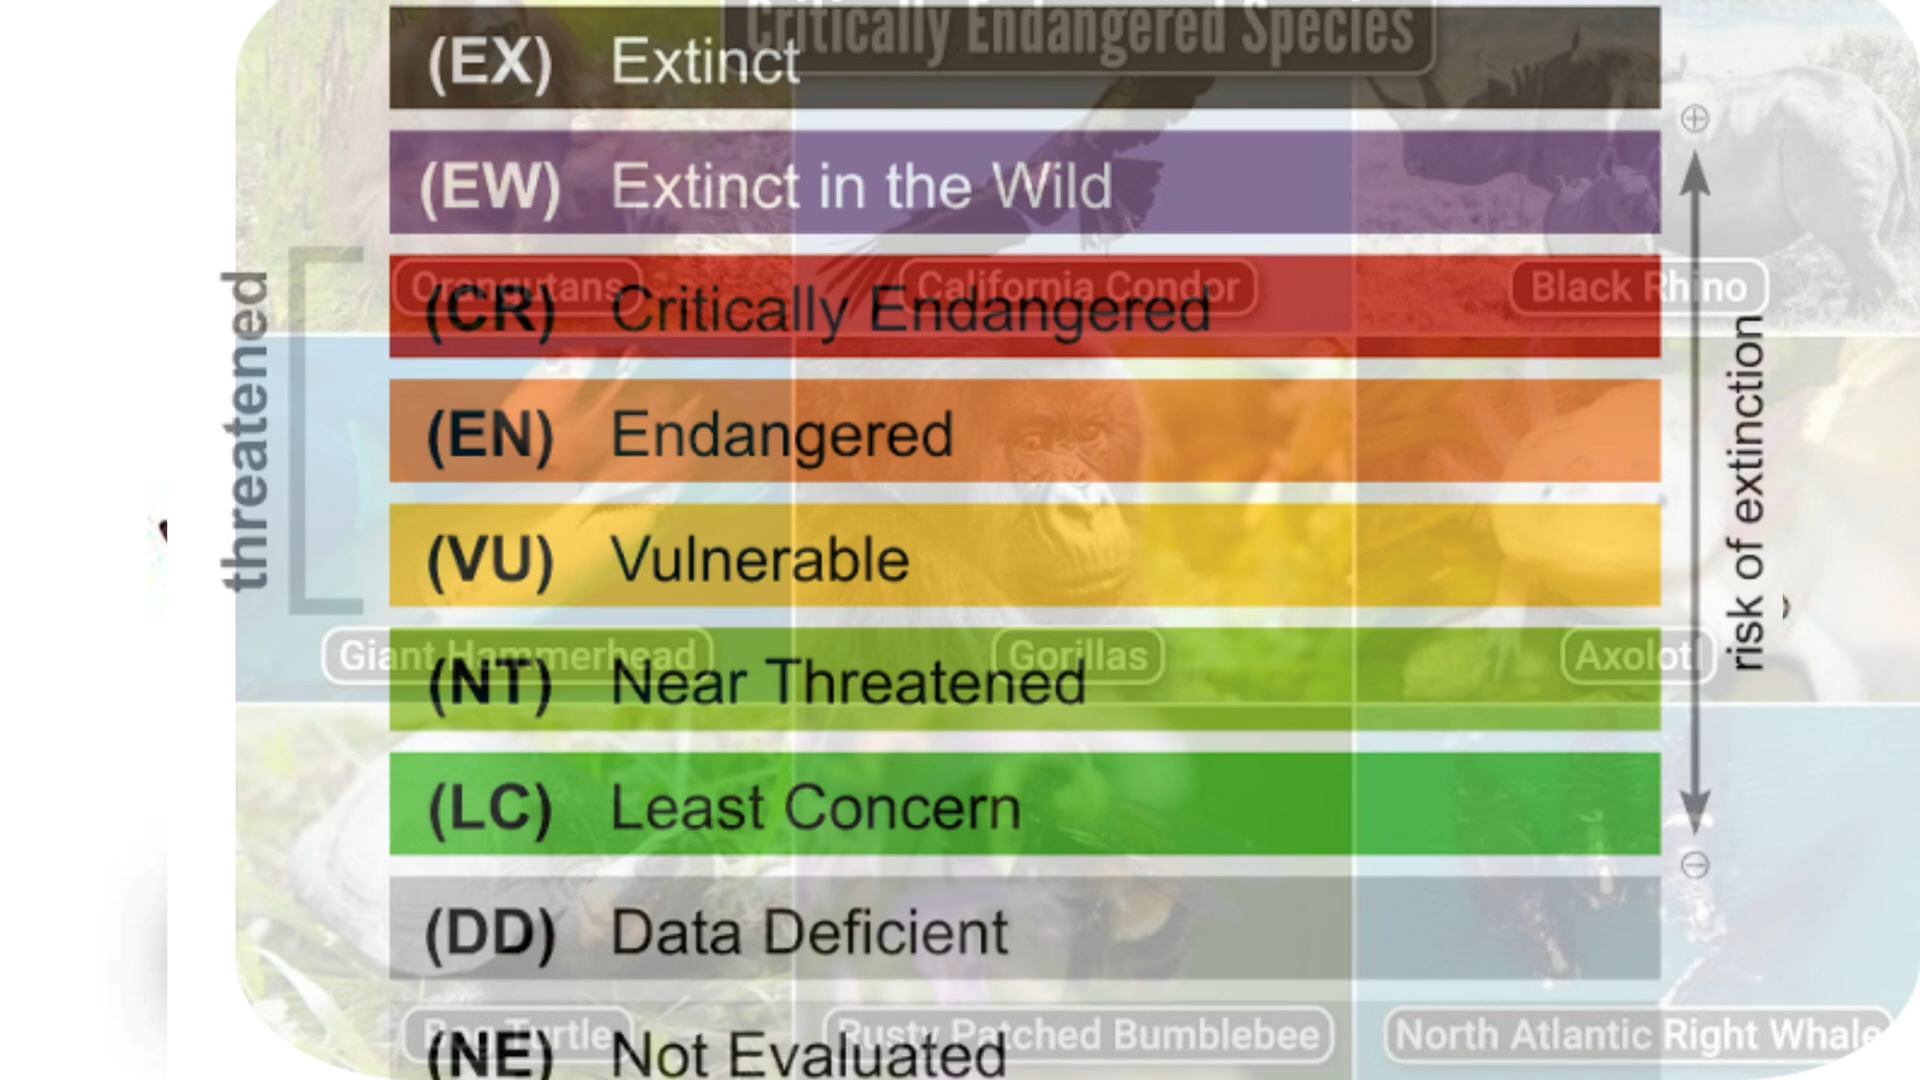 Critically Endangered Species
(EX) Extinct
(EW) Extinct in the Wild
Orangutans
California Condor
Black Rhino
(CR) Critically Endangered
threatened
(EN) Endangered
risk of extinction
(VU) Vulnerable
Giant Hammerhead
Gorillas
Axolotl
(NT) Near Threatened
(LC) Least Concern
(DD) Data Deficient
Bog Turtle
Rusty Patched Bumblebee
North Atlantic Right Whale
(NE) Not Evaluated